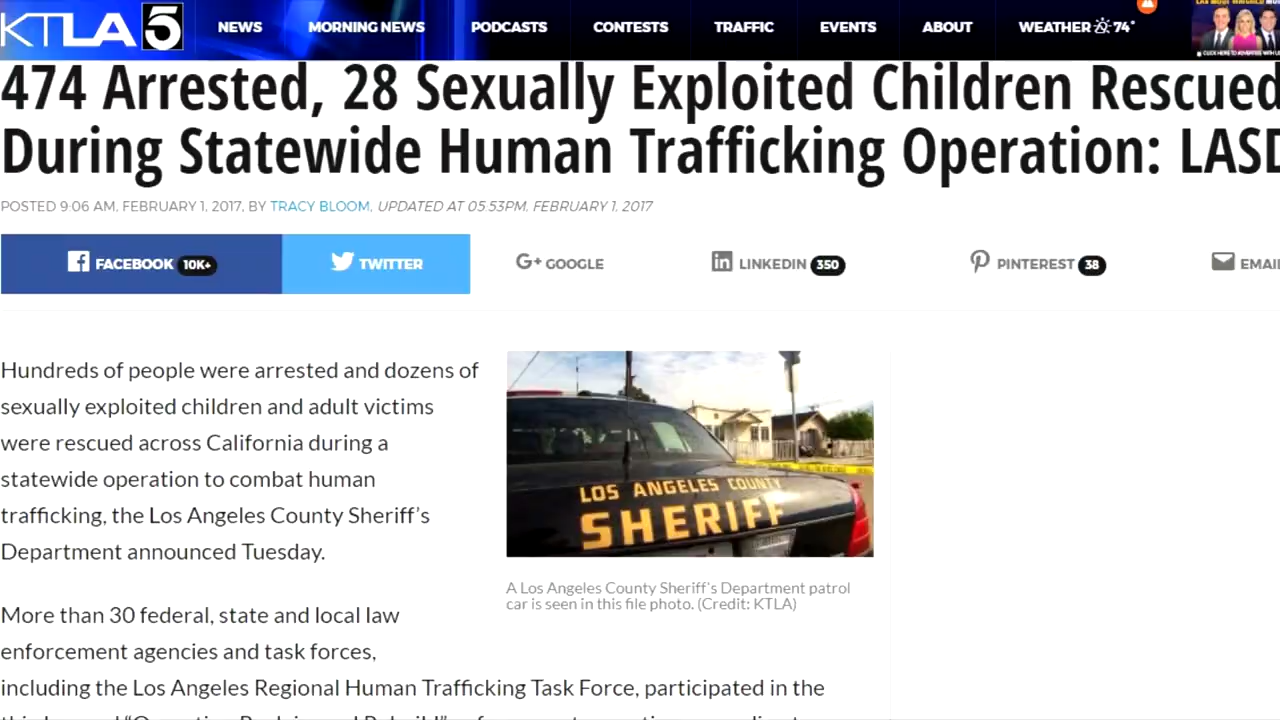 KTLA 5 NEWS MORNING NEWS PODCASTS CONTESTS TRAFFIC EVENTS ABOUT WEATHER 74°
474 Arrested, 28 Sexually Exploited Children Rescued
During Statewide Human Trafficking Operation: LASD
POSTED 9:06 AM, FEBRUARY 1, 2017, BY TRACY BLOOM, UPDATED AT 05:53PM, FEBRUARY 1, 2017
FACEBOOK 10K+ TWITTER G+ GOOGLE LINKEDIN 350 PINTEREST 38 EMAIL
Hundreds of people were arrested and dozens of
sexually exploited children and adult victims
were rescued across California during a
statewide operation to combat human
trafficking, the Los Angeles County Sheriff's
Department announced Tuesday.
LOS ANGELES COUNTY
SHERIFF
A Los Angeles County Sheriff's Department patrol
car is seen in this file photo. (Credit: KTLA)
More than 30 federal, state and local law
enforcement agencies and task forces,
including the Los Angeles Regional Human Trafficking Task Force, participated in the